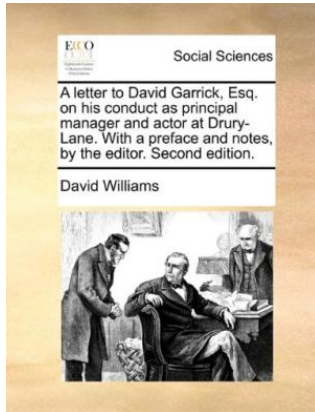 ECCO
Social Sciences
A letter to David Garrick, Esq.
on his conduct as principal
manager and actor at Drury-
Lane. With a preface and notes,
by the editor. Second edition.
David Williams